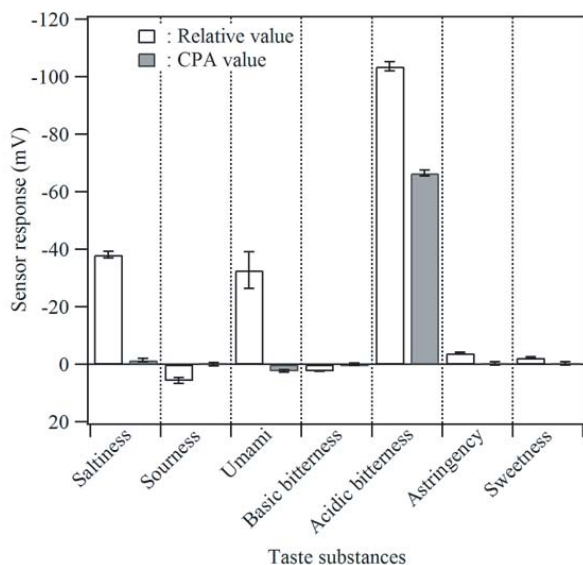 -120
-100
-80
-60
-40
-20
0
20
Sensor response (mV)
: Relative value
: CPA value
Saltiness
Sourness
Umami
Basic bitterness
Acidic bitterness
Astringency
Sweetness
Taste substances